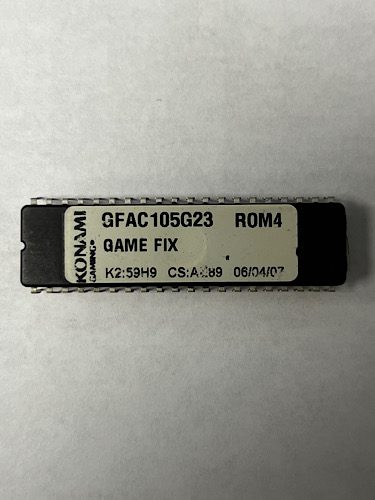 KONAMI
GAMING
GFAC105G23 ROM4
GAME FIX
K2:59H9 06/04/07